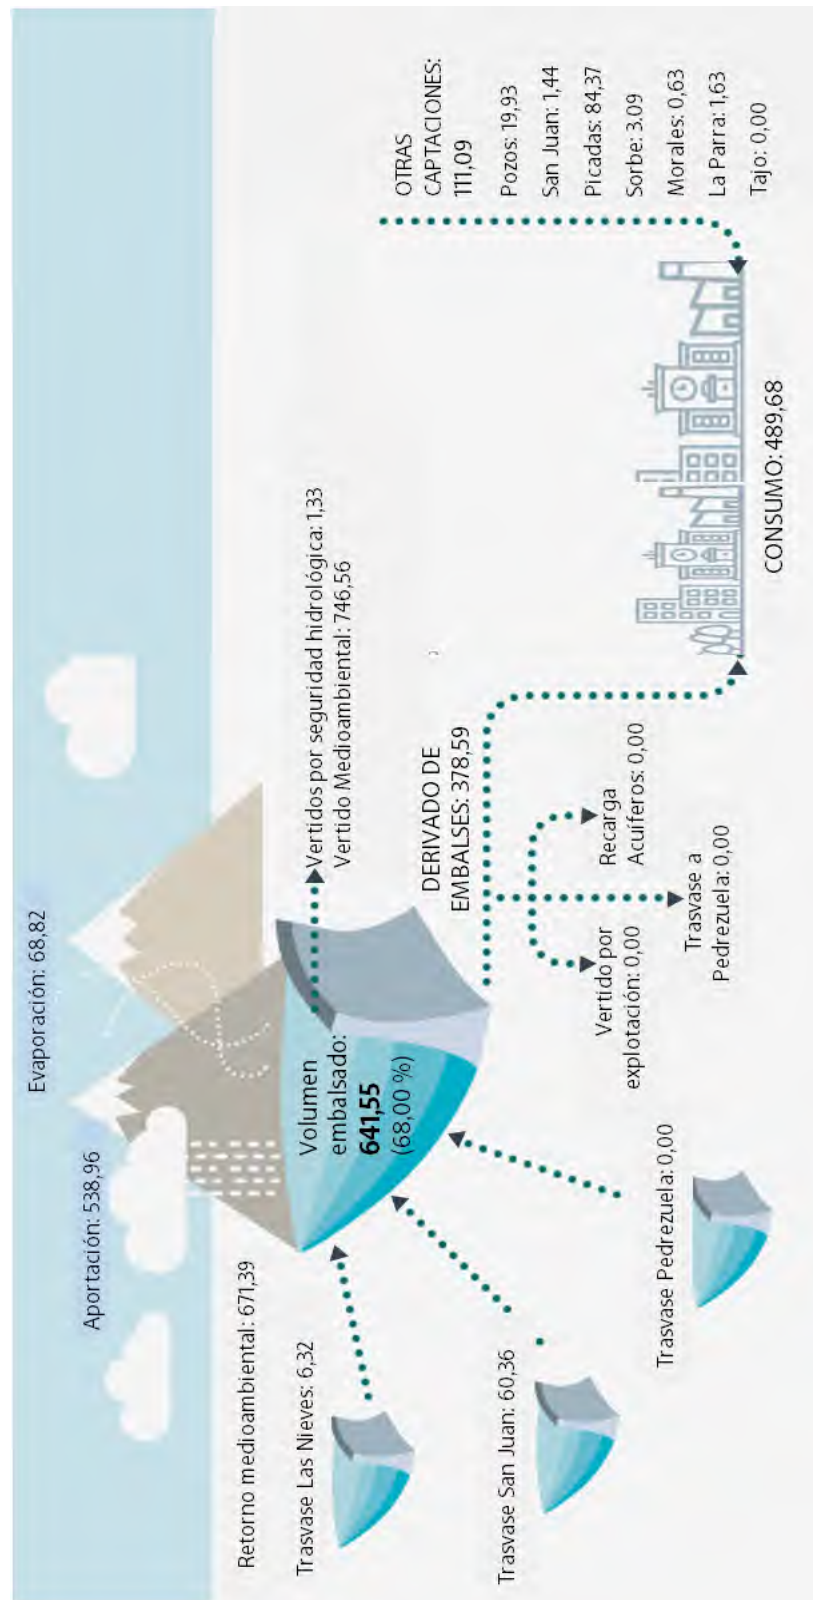 Evaporación: 68,82
Aportación: 538,96
Retorno medioambiental: 671,39
Trasvase Las Nieves: 6,32
Trasvase San Juan: 60,36
Trasvase Pedrezuela: 0,00
Volumen
embalsado:
641,55
(68,00 %)
Vertidos por seguridad hidrológica: 1,33
Vertido Medioambiental: 746,56
DERIVADO DE
EMBALSES: 378,59
Vertido por
explotación: 0,00
Recarga
Acuíferos: 0,00
Trasvase a
Pedrezuela: 0,00
OTRAS
CAPTACIONES:
111,09
Pozos: 19,93
San Juan: 1,44
Picadas: 84,37
Sorbe: 3.09
Morales: 0,63
La Parra: 1,63
Tajo: 0,00
CONSUMO: 489,68